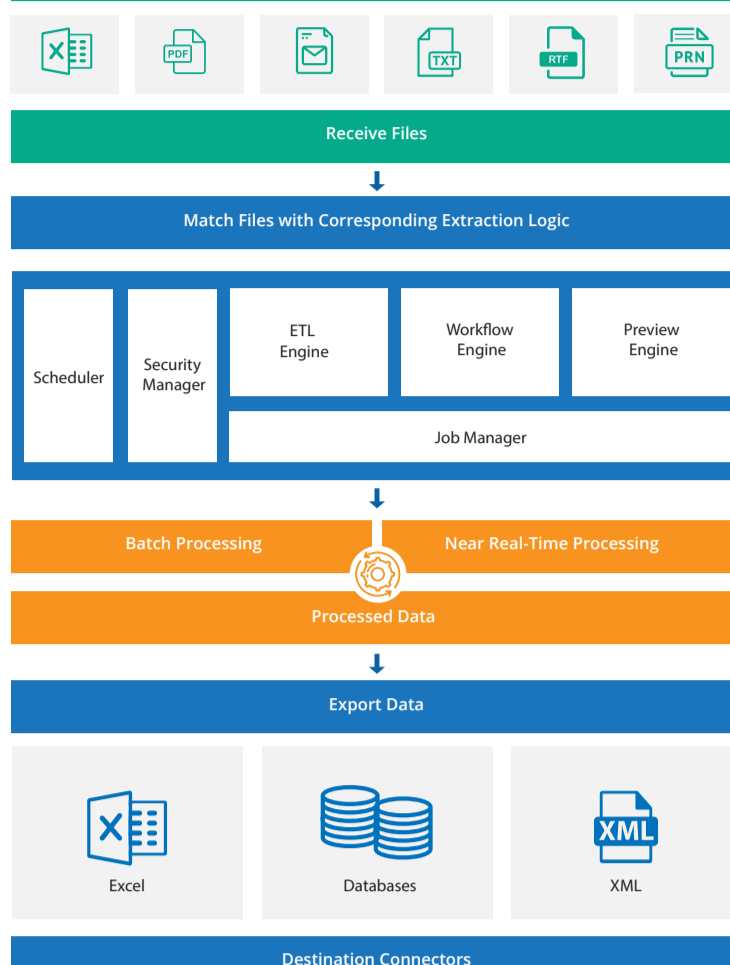 X
PDF
TXT
RTF
PRN
Receive Files
Match Files with Corresponding Extraction Logic
Scheduler
Security
Manager
ETL
Engine
Workflow
Engine
Preview
Engine
Job Manager
Batch Processing
Near Real-Time Processing
Processed Data
Export Data
X
XML
Excel
Databases
XML
Destination Connectors